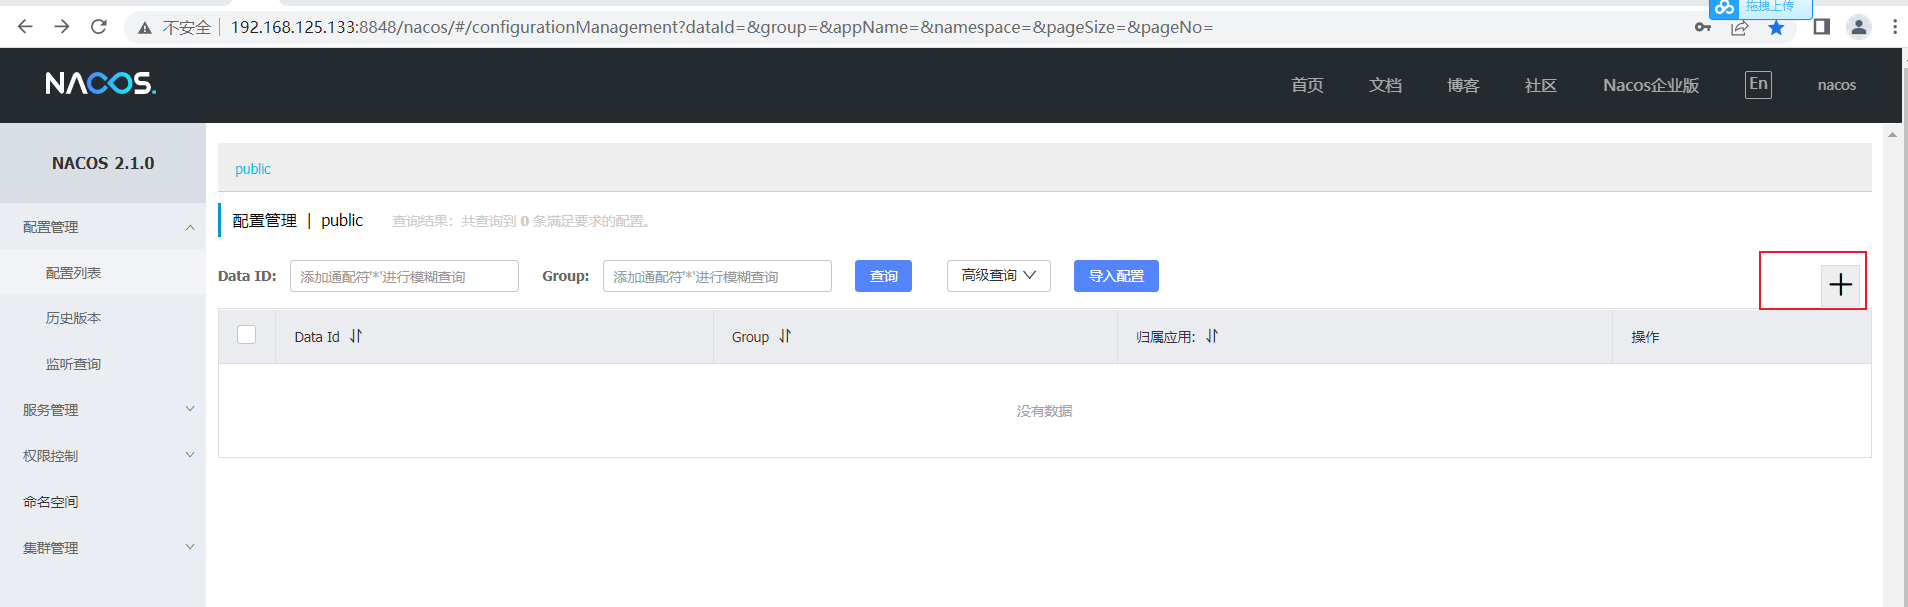 拖拽上传
不安全 192.168.125.133:8848/nacos/#/configurationManagement?dataId=&group=&appName=&namespace=&pageSize=&pageNo=
NACOS.
首页 文档 博客 社区 Nacos企业版 En nacos
NACOS 2.1.0
配置管理
配置列表
历史版本
监听查询
服务管理
权限控制
命名空间
集群管理
public
配置管理 | public 查询结果：共查询到 0 条满足要求的配置。
Data ID: 添加通配符'*'进行模糊查询 Group: 添加通配符'*'进行模糊查询 查询 高级查询 导入配置
Data Id Group 归属应用: 操作
没有数据